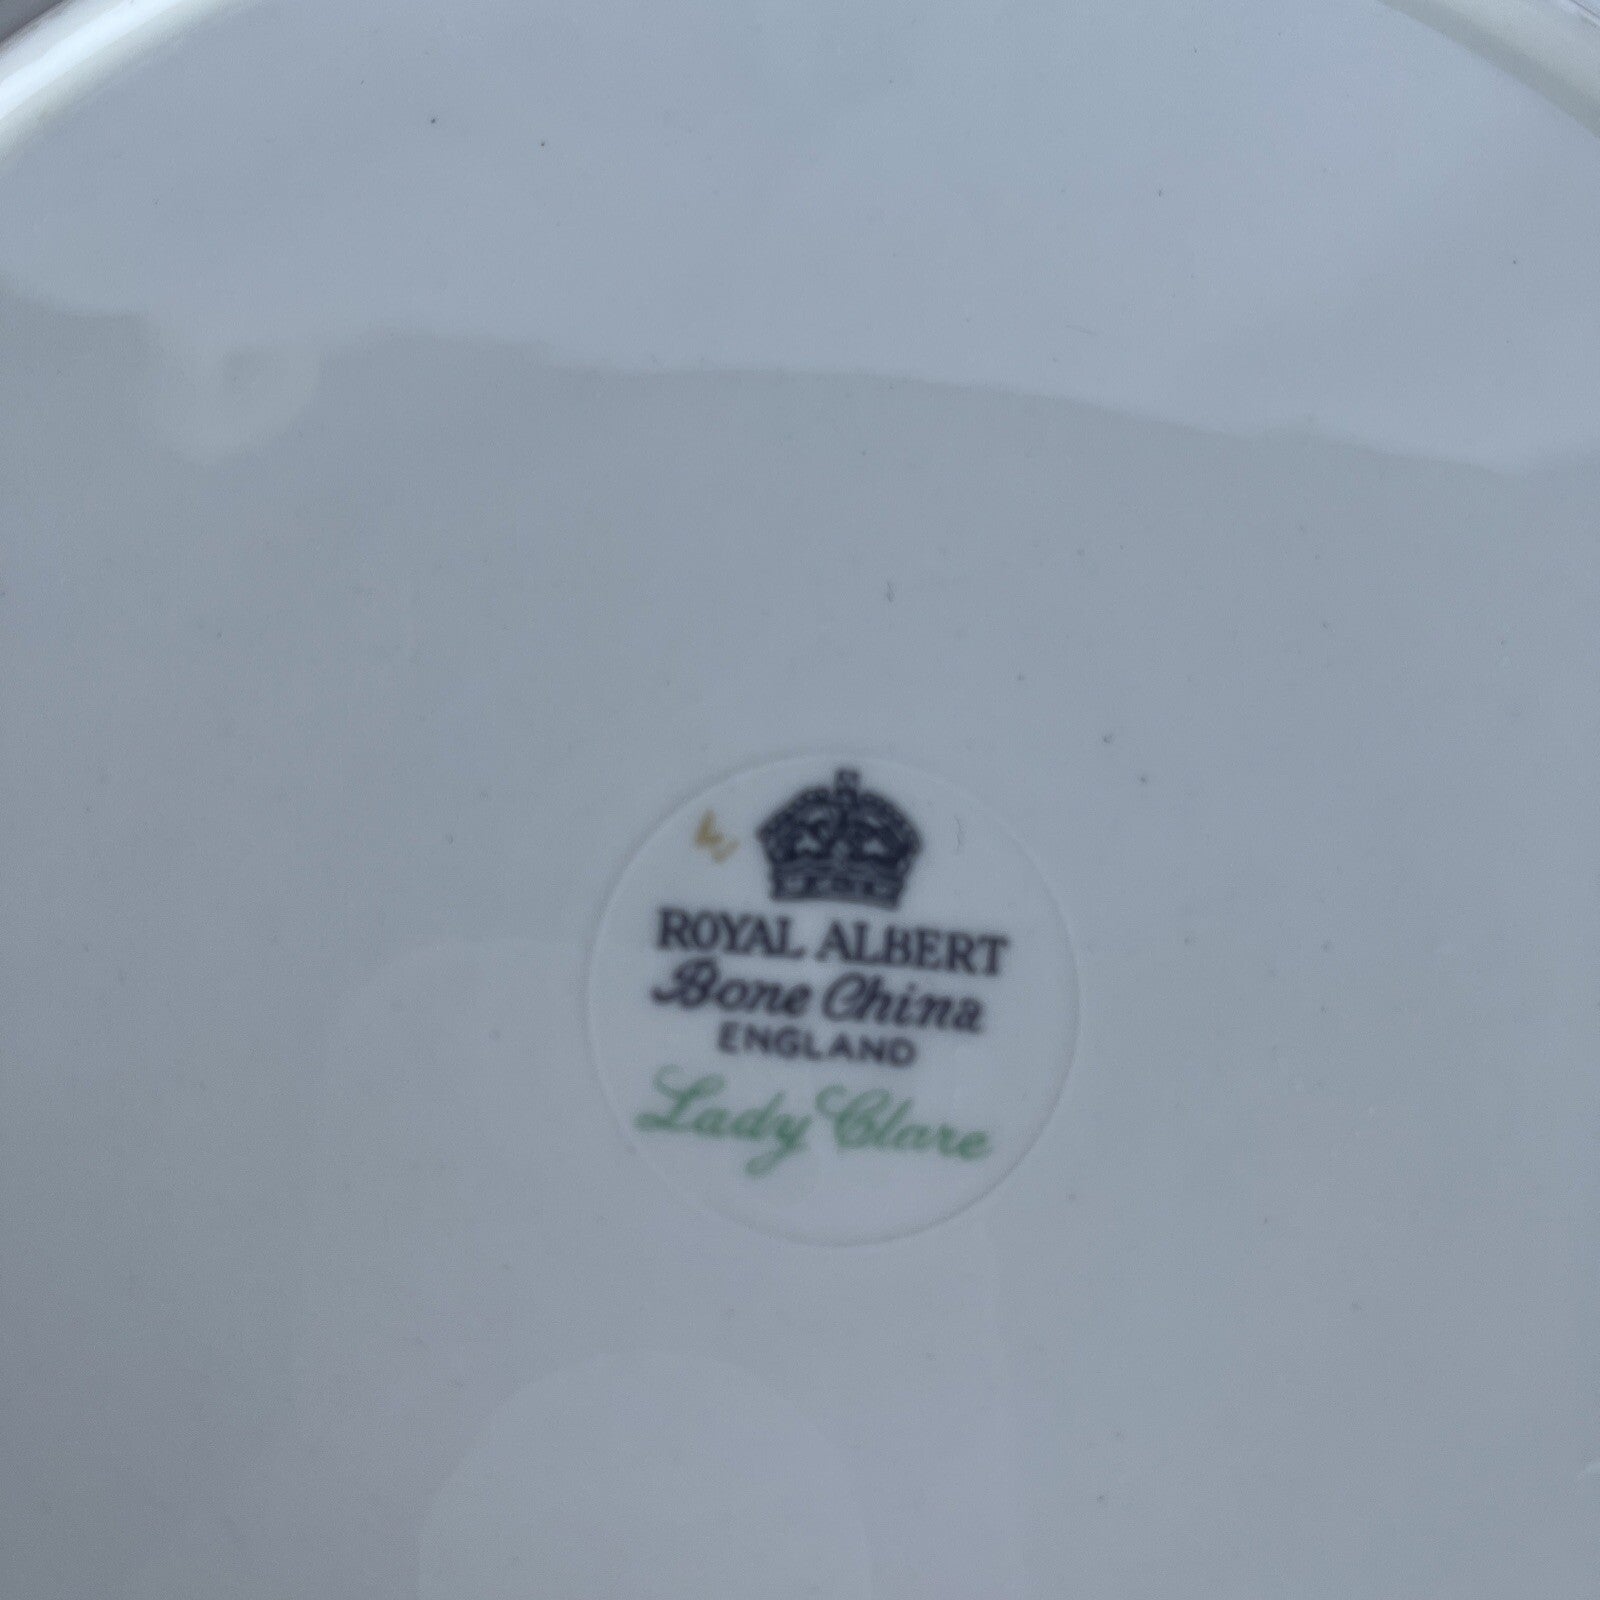 ROYAL ALBERT
Bone China
ENGLAND
Lady Clare